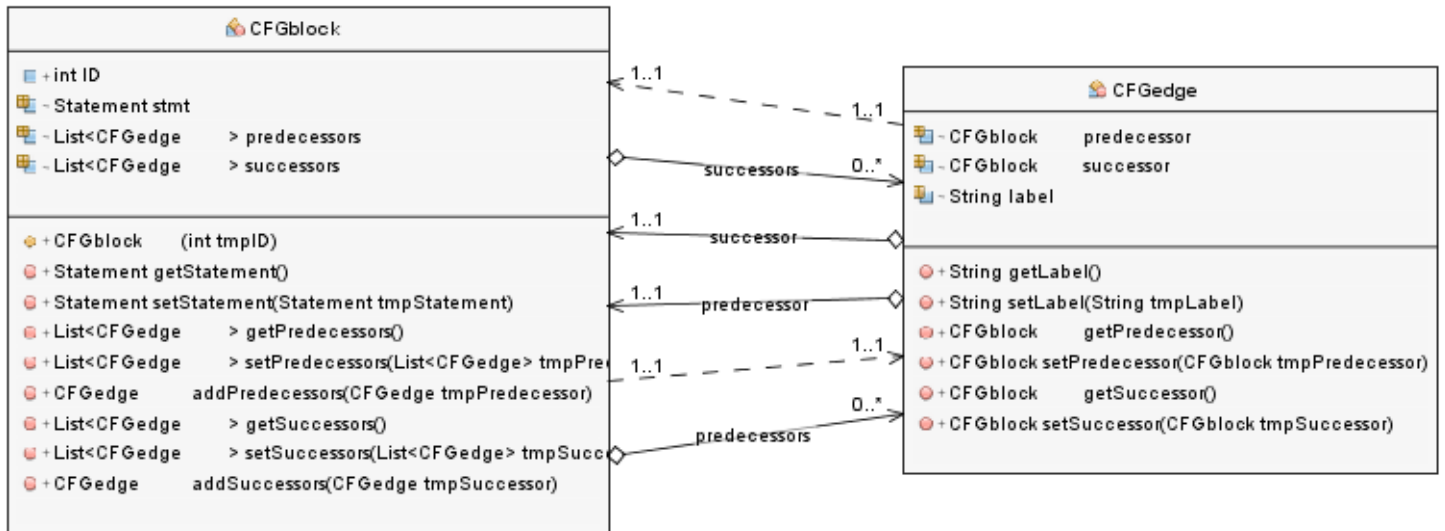 CFGblock
+ int ID
~ Statement stmt
~ List<CFGedge > predecessors
~ List<CFGedge > successors
+ CFGblock (int tmpID)
+ Statement getStatement()
+ Statement setStatement(Statement tmpStatement)
+ List<CFGedge > getPredecessors()
+ List<CFGedge > setPredecessors(List<CFGedge> tmpPre
+ CFGedge addPredecessors(CFGedge tmpPredecessor)
+ List<CFGedge > getSuccessors()
+ List<CFGedge > setSuccessors(List<CFGedge> tmpSucc
+ CFGedge addSuccessors(CFGedge tmpSuccessor)
1..1
1..1
successors
0..*
1..1
successor
1..1
predecessor
1..1
1..1
0..*
predecessors
CFGedge
~ CFGblock predecessor
~ CFGblock successor
~ String label
+ String getLabel()
+ String setLabel(String tmpLabel)
+ CFGblock getPredecessor()
+ CFGblock setPredecessor(CFGblock tmpPredecessor)
+ CFGblock getSuccessor()
+ CFGblock setSuccessor(CFGblock tmpSuccessor)